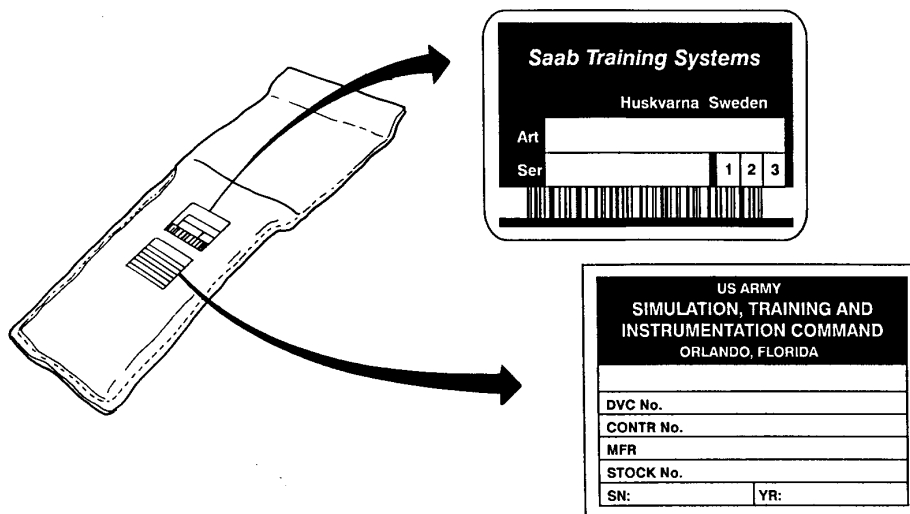 Saab Training Systems
Huskvarna Sweden
Art
Ser 1 2 3
US ARMY
SIMULATION, TRAINING AND
INSTRUMENTATION COMMAND
ORLANDO, FLORIDA
DVC No.
CONTR No.
MFR
STOCK No.
SN: YR: